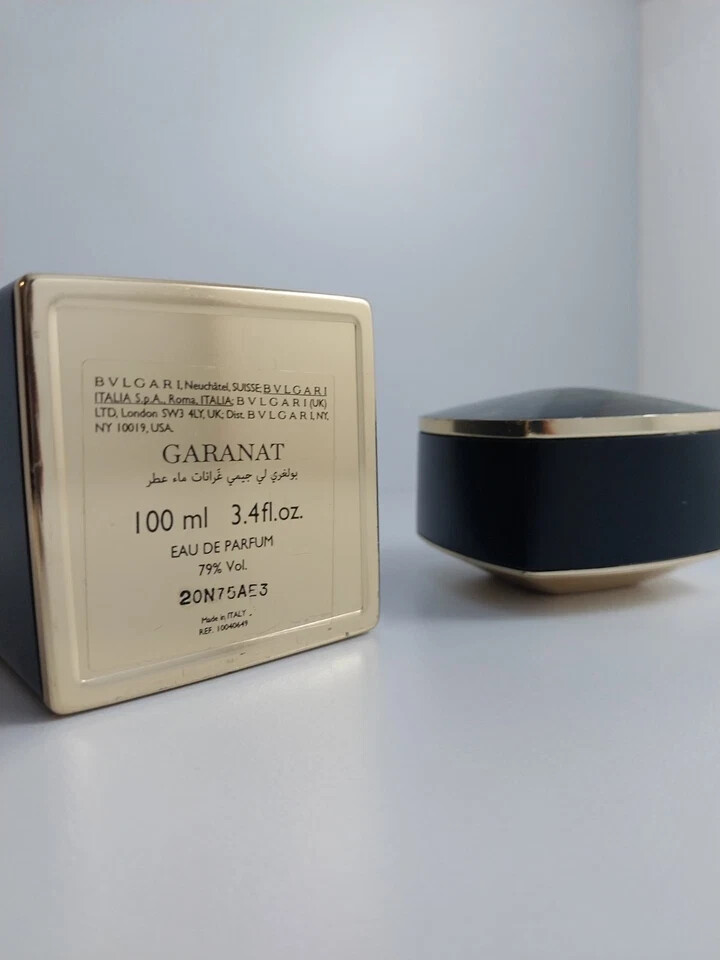 BVLGARI, Neuchâtel, SUISSE; BVLGARI
ITALIA S.p.A., Roma, ITALIA; BVLGARI (UK)
LTD, London SW3 4LY, UK; Dist. BVLGARI, NY,
NY 10019, USA.
GARANAT
بولغري لي جيمي غَرانات ماء عطر
100 ml 3.4fl.oz.
EAU DE PARFUM
79% Vol.
20N75AE3
Made in ITALY -
REF. 10040649